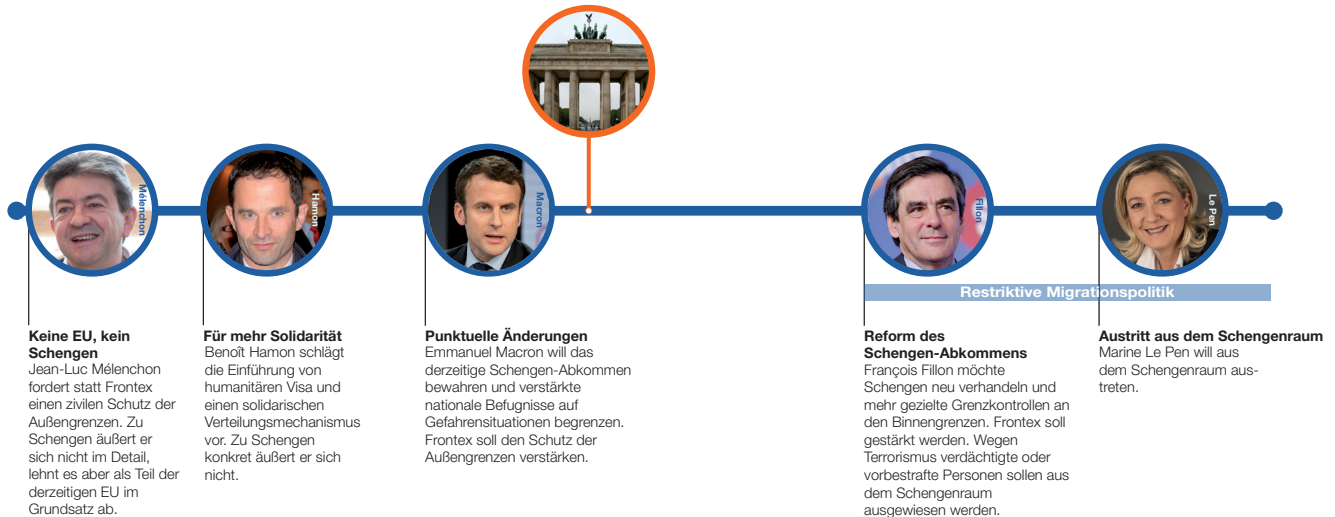 Mélenchon
Hamon
Macron
Fillon
Le Pen
Restriktive Migrationspolitik
Keine EU, kein
Schengen
Jean-Luc Mélenchon
fordert statt Frontex
einen zivilen Schutz der
Außengrenzen. Zu
Schengen äußert er
sich nicht im Detail,
lehnt es aber als Teil der
derzeitigen EU im
Grundsatz ab.
Für mehr Solidarität
Benoît Hamon schlägt
die Einführung von
humanitären Visa und
einen solidarischen
Verteilungsmechanismus
vor. Zu Schengen
konkret äußert er sich
nicht.
Punktuelle Änderungen
Emmanuel Macron will das
derzeitige Schengen-Abkommen
bewahren und verstärkte
nationale Befugnisse auf
Gefahrensituationen begrenzen.
Frontex soll den Schutz der
Außengrenzen verstärken.
Reform des
Schengen-Abkommens
François Fillon möchte
Schengen neu verhandeln und
mehr gezielte Grenzkontrollen an
den Binnengrenzen. Frontex soll
gestärkt werden. Wegen
Terrorismus verdächtigte oder
vorbestrafte Personen sollen aus
dem Schengenraum
ausgewiesen werden.
Austritt aus dem Schengenraum
Marine Le Pen will aus
dem Schengenraum aus-
treten.